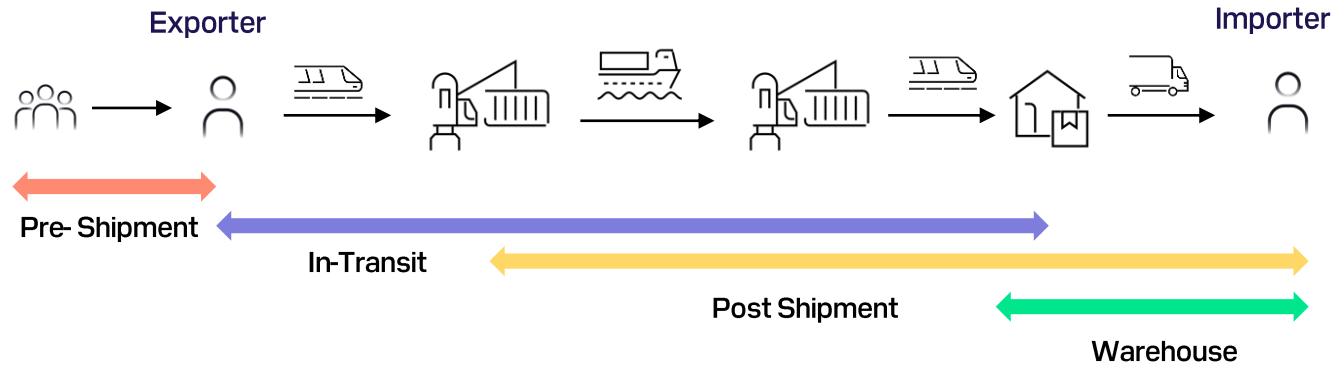 Exporter
Importer
Pre- Shipment
In-Transit
Post Shipment
Warehouse